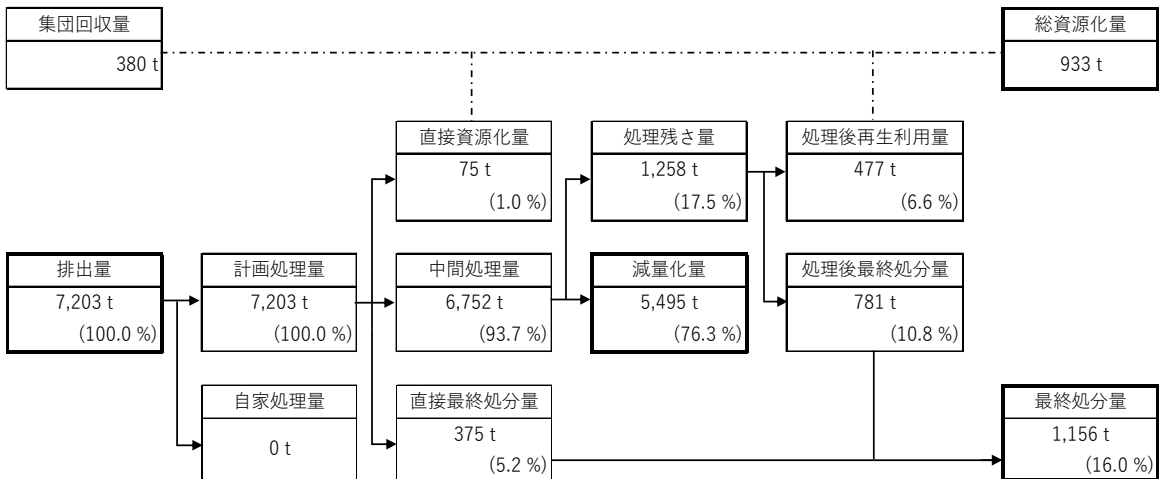 集団回収量
380 t
総資源化量
933 t
直接資源化量
75 t
(1.0 %)
処理残さ量
1,258 t
(17.5 %)
処理後再生利用量
477 t
(6.6 %)
排出量
7,203 t
(100.0 %)
計画処理量
7,203 t
(100.0 %)
中間処理量
6,752 t
(93.7 %)
減量化量
5,495 t
(76.3 %)
処理後最終処分量
781 t
(10.8 %)
自家処理量
0 t
直接最終処分量
375 t
(5.2 %)
最終処分量
1,156 t
(16.0 %)